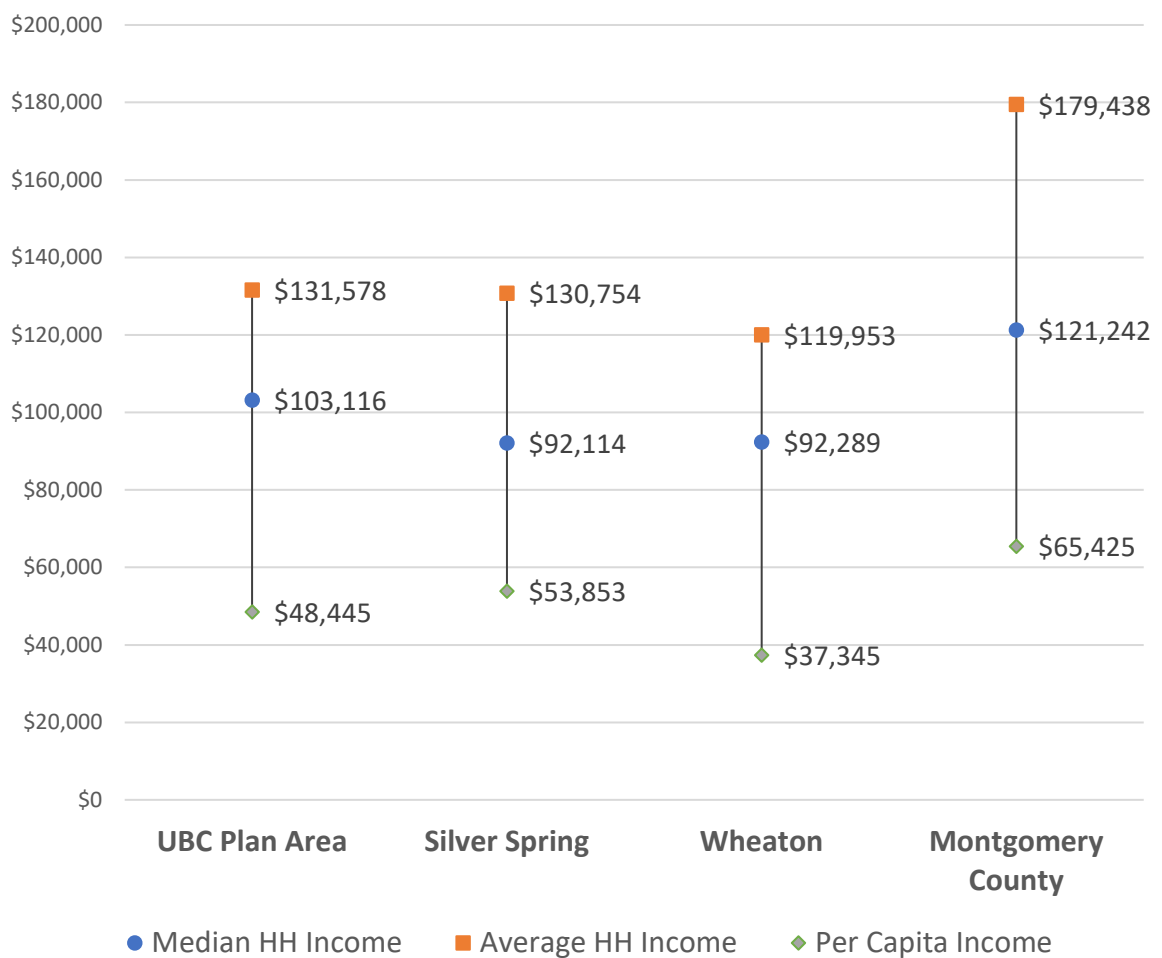 $200,000
$180,000
$160,000
$140,000
$120,000
$100,000
$80,000
$60,000
$40,000
$20,000
$0
$131,578
$103,116
$48,445
$130,754
$92,114
$53,853
$119,953
$92,289
$37,345
$179,438
$121,242
$65,425
UBC Plan Area
Silver Spring
Wheaton
Montgomery
County
Median HH Income
Average HH Income
Per Capita Income